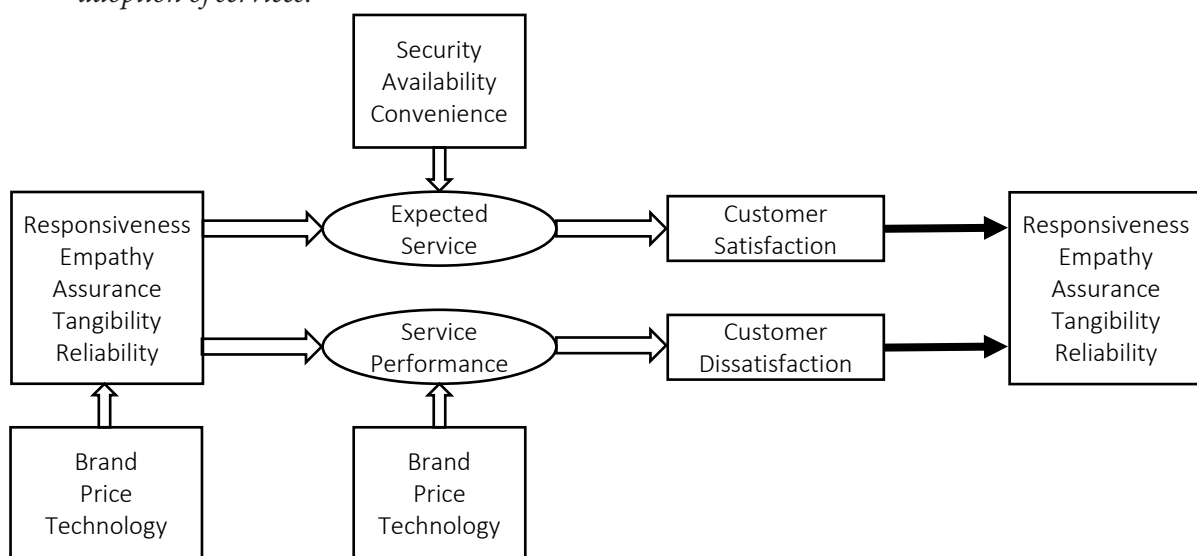 adoption of services.
Security
Availability
Convenience
Responsiveness
Empathy
Assurance
Tangibility
Reliability
Expected
Service
Customer
Satisfaction
Responsiveness
Empathy
Assurance
Tangibility
Reliability
Service
Performance
Customer
Dissatisfaction
Brand
Price
Technology
Brand
Price
Technology